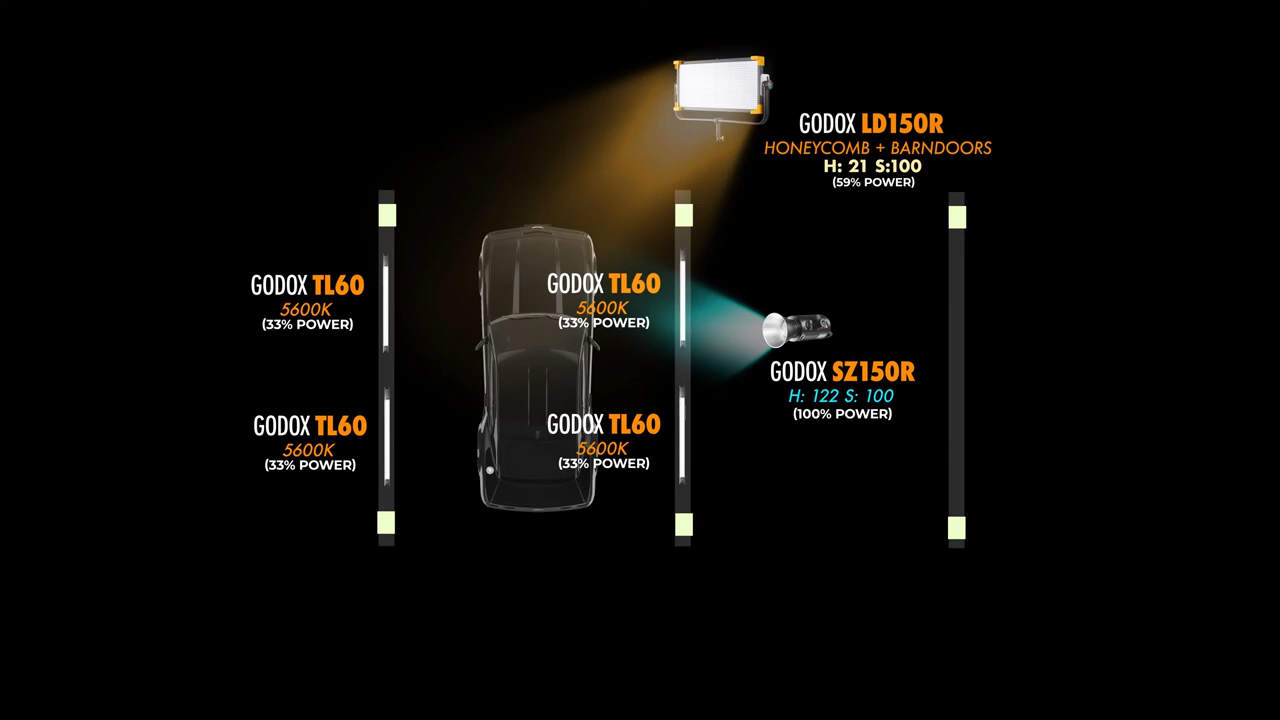 GODOX LD150R
HONEYCOMB + BARNDOORS
H: 21 S:100
(59% POWER)
GODOX TL60
5600K
(33% POWER)
GODOX TL60
5600K
(33% POWER)
GODOX SZ150R
H: 122 S: 100
(100% POWER)
GODOX TL60
5600K
(33% POWER)
GODOX TL60
5600K
(33% POWER)